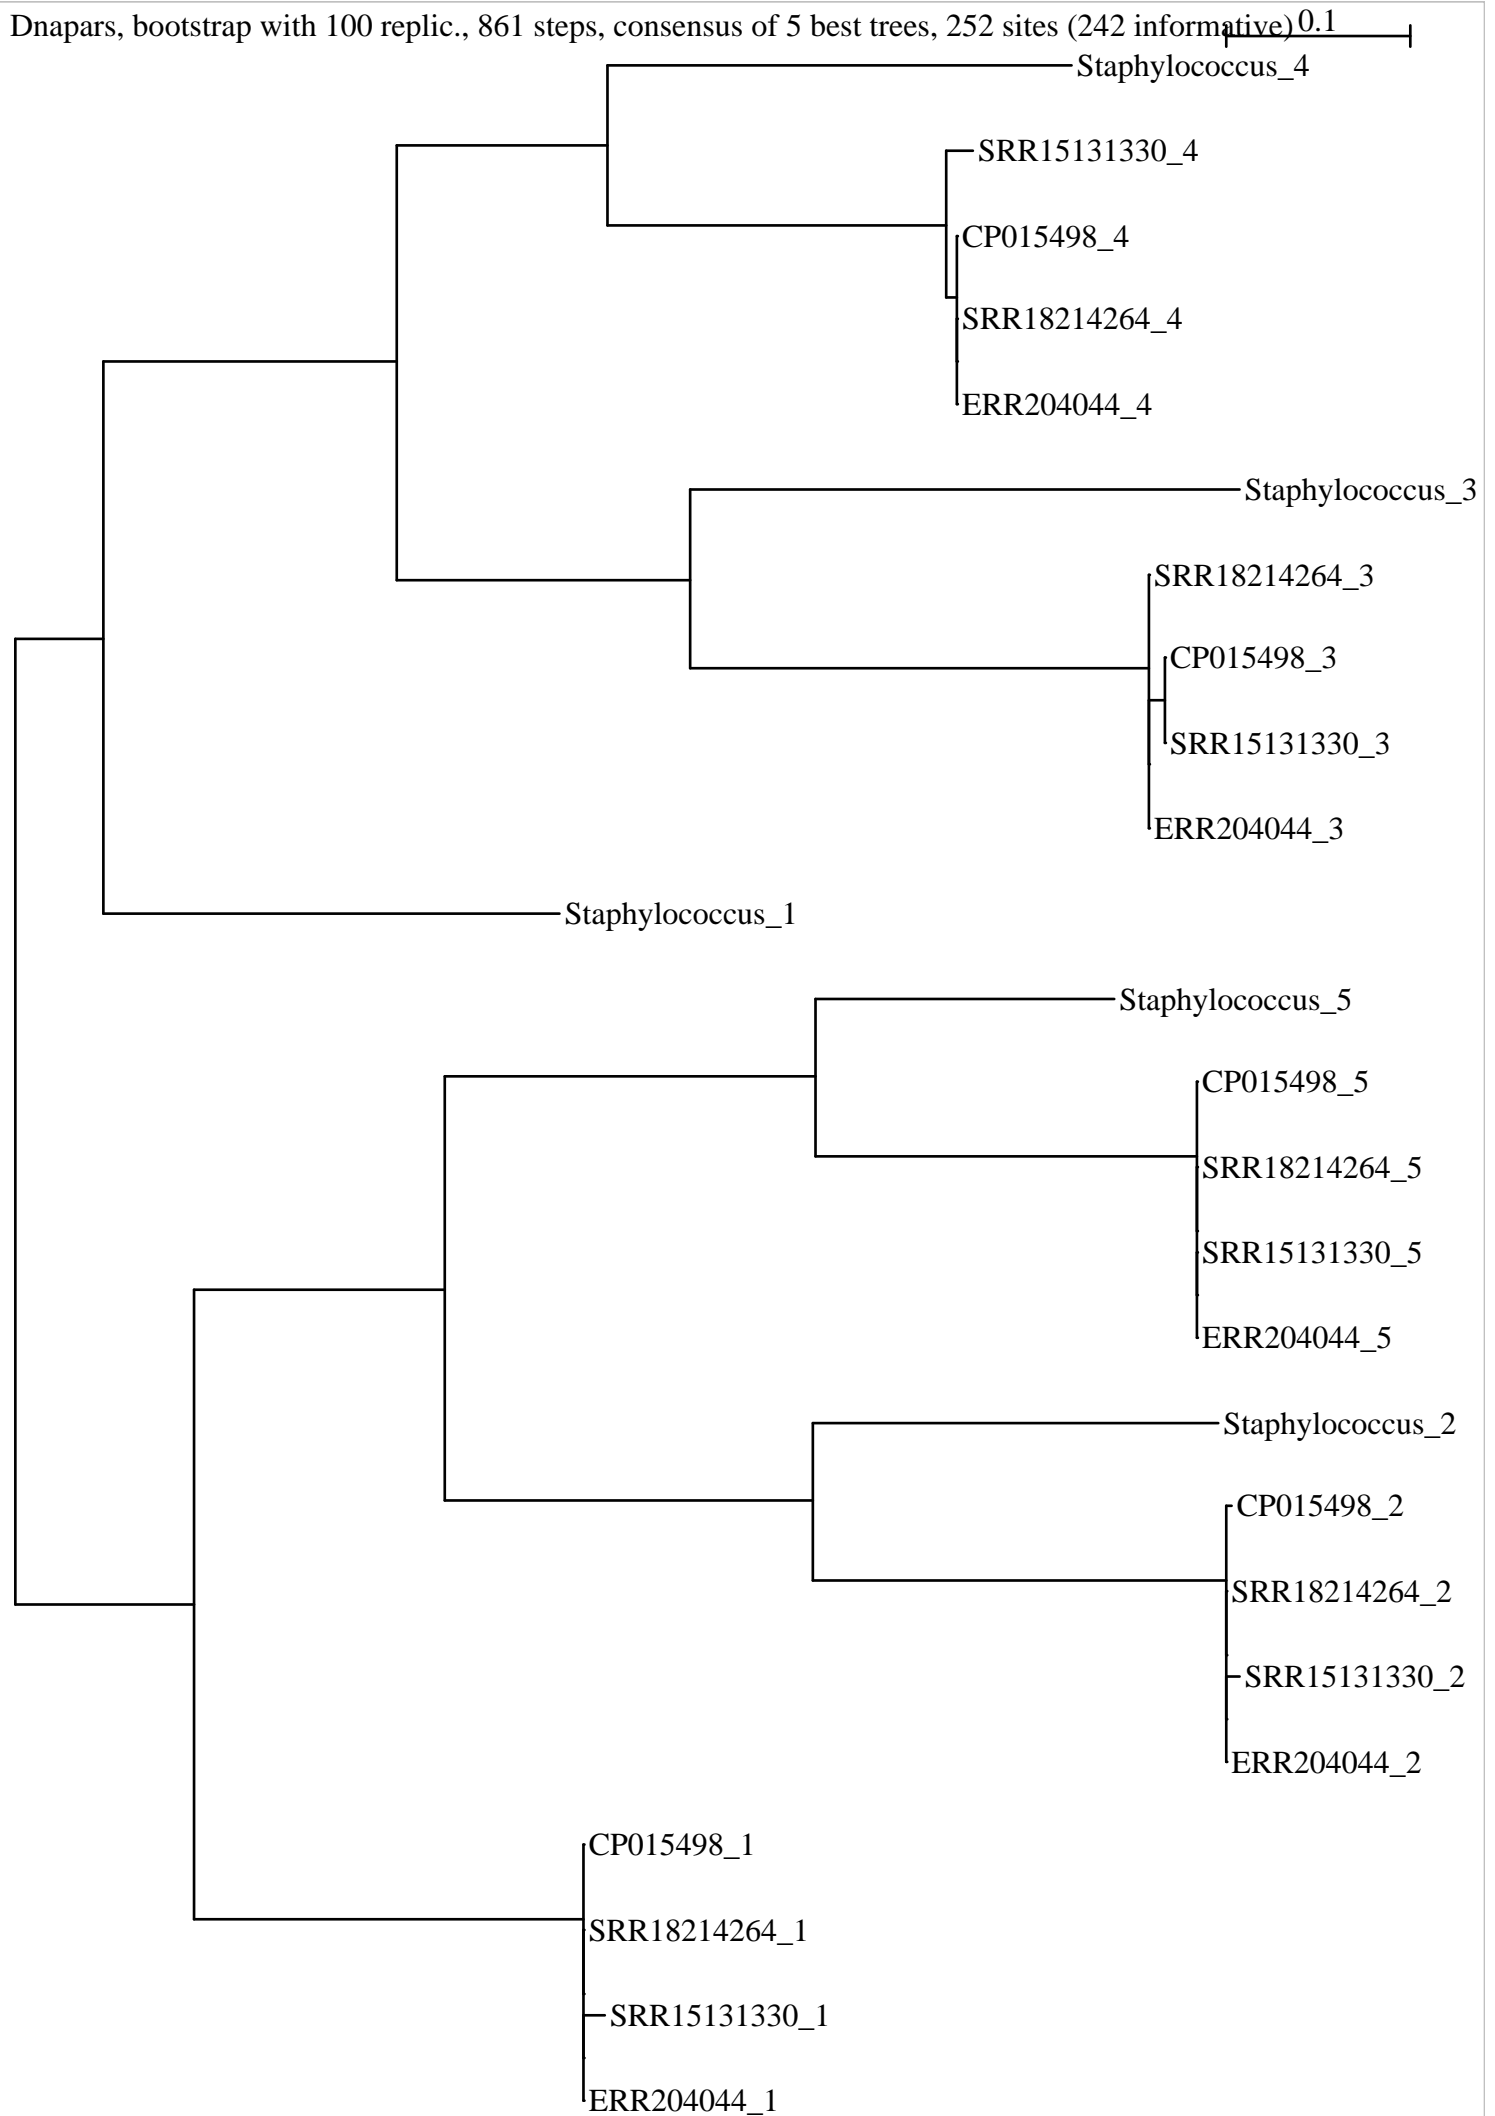 Dnapars, bootstrap with 100 replic., 861 steps, consensus of 5 best trees, 252 sites (242 informative)
0.1
Staphylococcus_4
SRR15131330_4
CP015498_4
SRR18214264_4
ERR204044_4
Staphylococcus_3
SRR18214264_3
CP015498_3
SRR15131330_3
ERR204044_3
Staphylococcus_1
Staphylococcus_5
CP015498_5
SRR18214264_5
SRR15131330_5
ERR204044_5
Staphylococcus_2
CP015498_2
SRR18214264_2
SRR15131330_2
ERR204044_2
CP015498_1
SRR18214264_1
SRR15131330_1
ERR204044_1